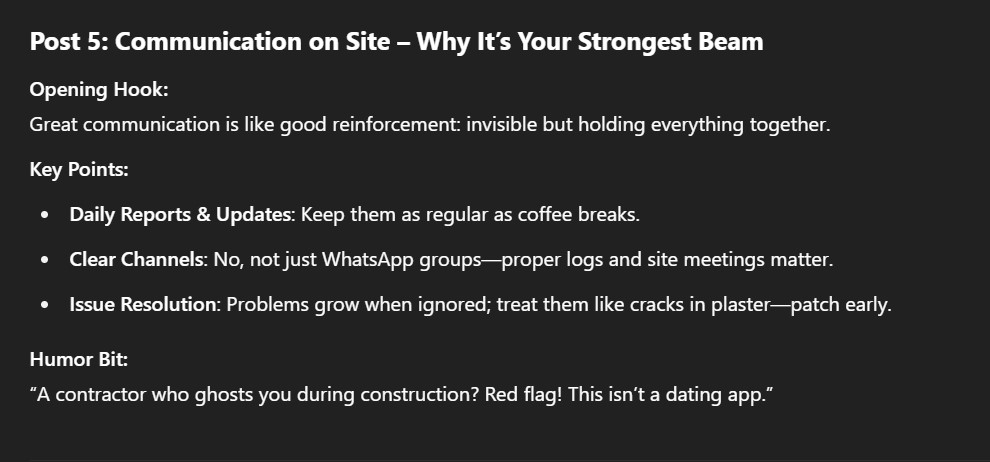 Post 5: Communication on Site – Why It’s Your Strongest Beam
Opening Hook:
Great communication is like good reinforcement: invisible but holding everything together.
Key Points:
• Daily Reports & Updates: Keep them as regular as coffee breaks.
• Clear Channels: No, not just WhatsApp groups—proper logs and site meetings matter.
• Issue Resolution: Problems grow when ignored; treat them like cracks in plaster—patch early.
Humor Bit:
“A contractor who ghosts you during construction? Red flag! This isn’t a dating app.”